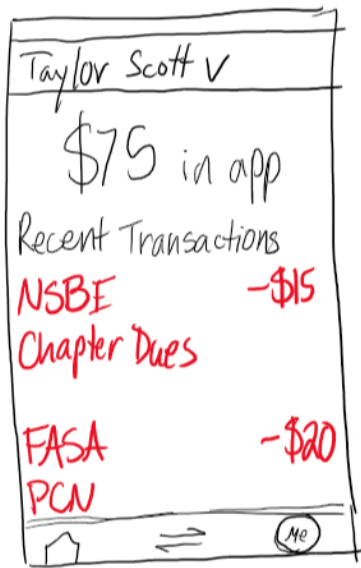 Taylor Scott V
$75 in app
Recent Transactions
NSBE -$15
Chapter Dues
FASA -$20
PCN
Me